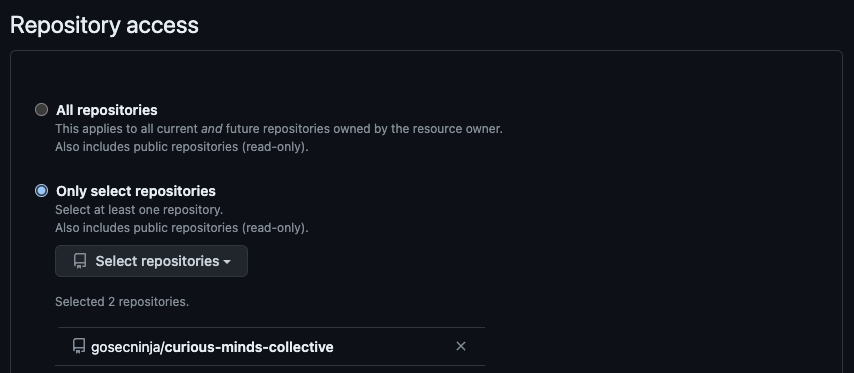 Repository access
All repositories
This applies to all current and future repositories owned by the resource owner.
Also includes public repositories (read-only).
Only select repositories
Select at least one repository.
Also includes public repositories (read-only).
Select repositories
Selected 2 repositories.
gosecninja/curious-minds-collective